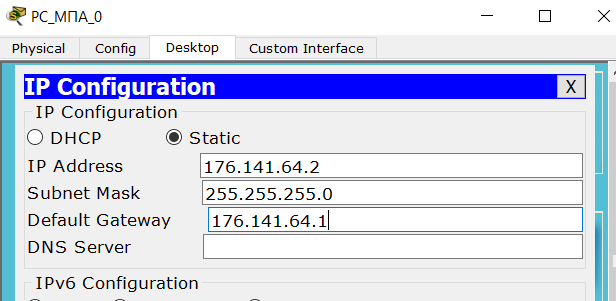 PC_МПА_0
Physical Config Desktop Custom Interface
IP Configuration X
IP Configuration
DHCP Static
IP Address 176.141.64.2
Subnet Mask 255.255.255.0
Default Gateway 176.141.64.1
DNS Server
IPv6 Configuration